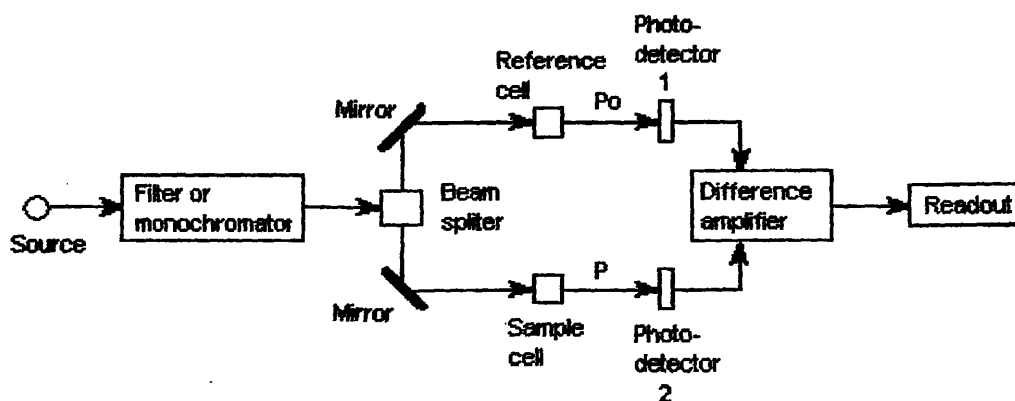 Source
Filter or
monochromator
Mirror
Beam
spliter
Mirror
Reference
cell
Po
Photo-
detector
1
Sample
cell
P
Photo-
detector
2
Difference
amplifier
Readout